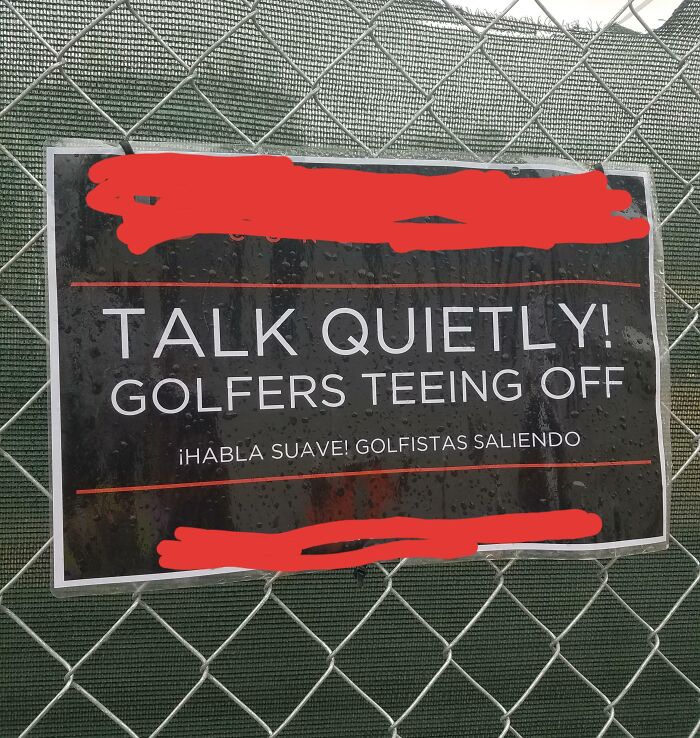 TALK QUIETLY!
GOLFERS TEEING OFF
¡HABLA SUAVE! GOLFISTAS SALIENDO